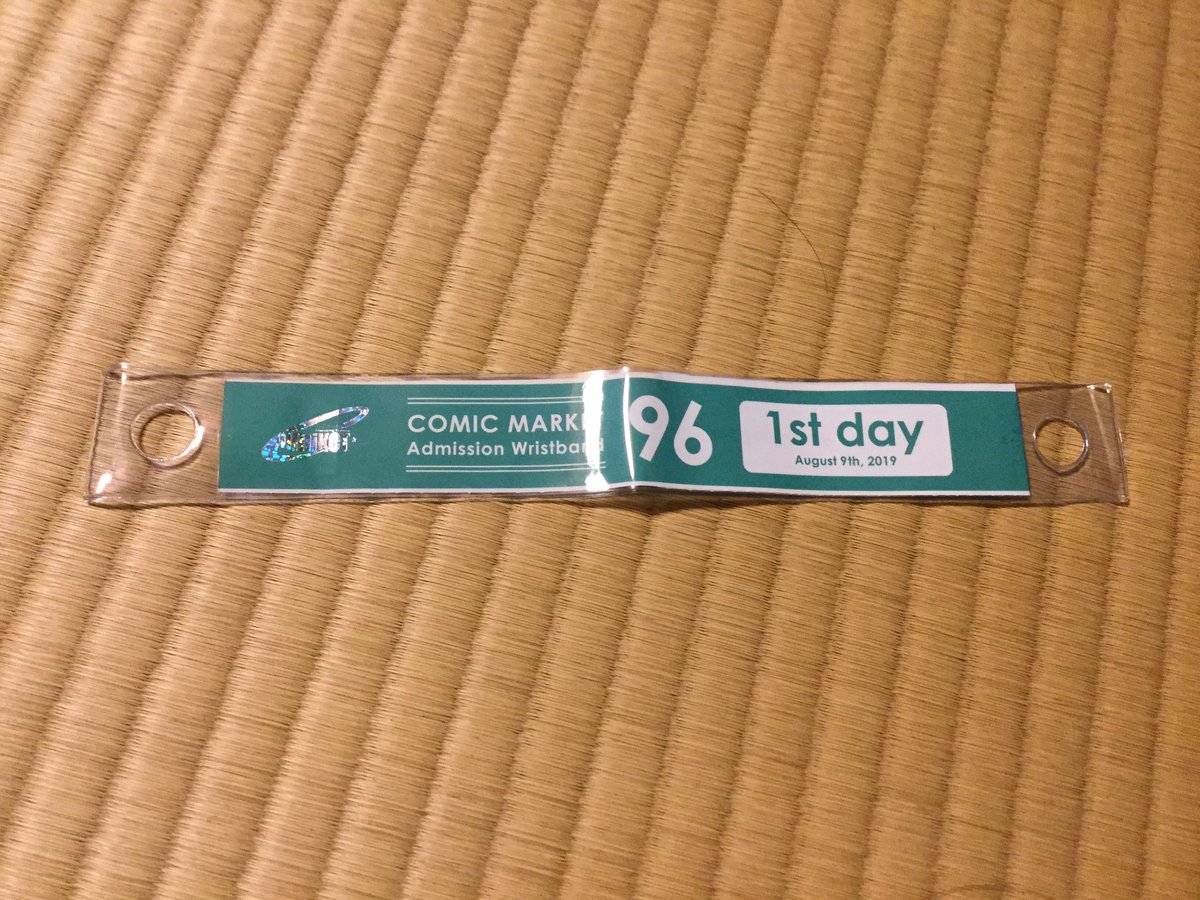 COMIC MARKE
Admission Wristband
96
1st day
August 9th, 2019